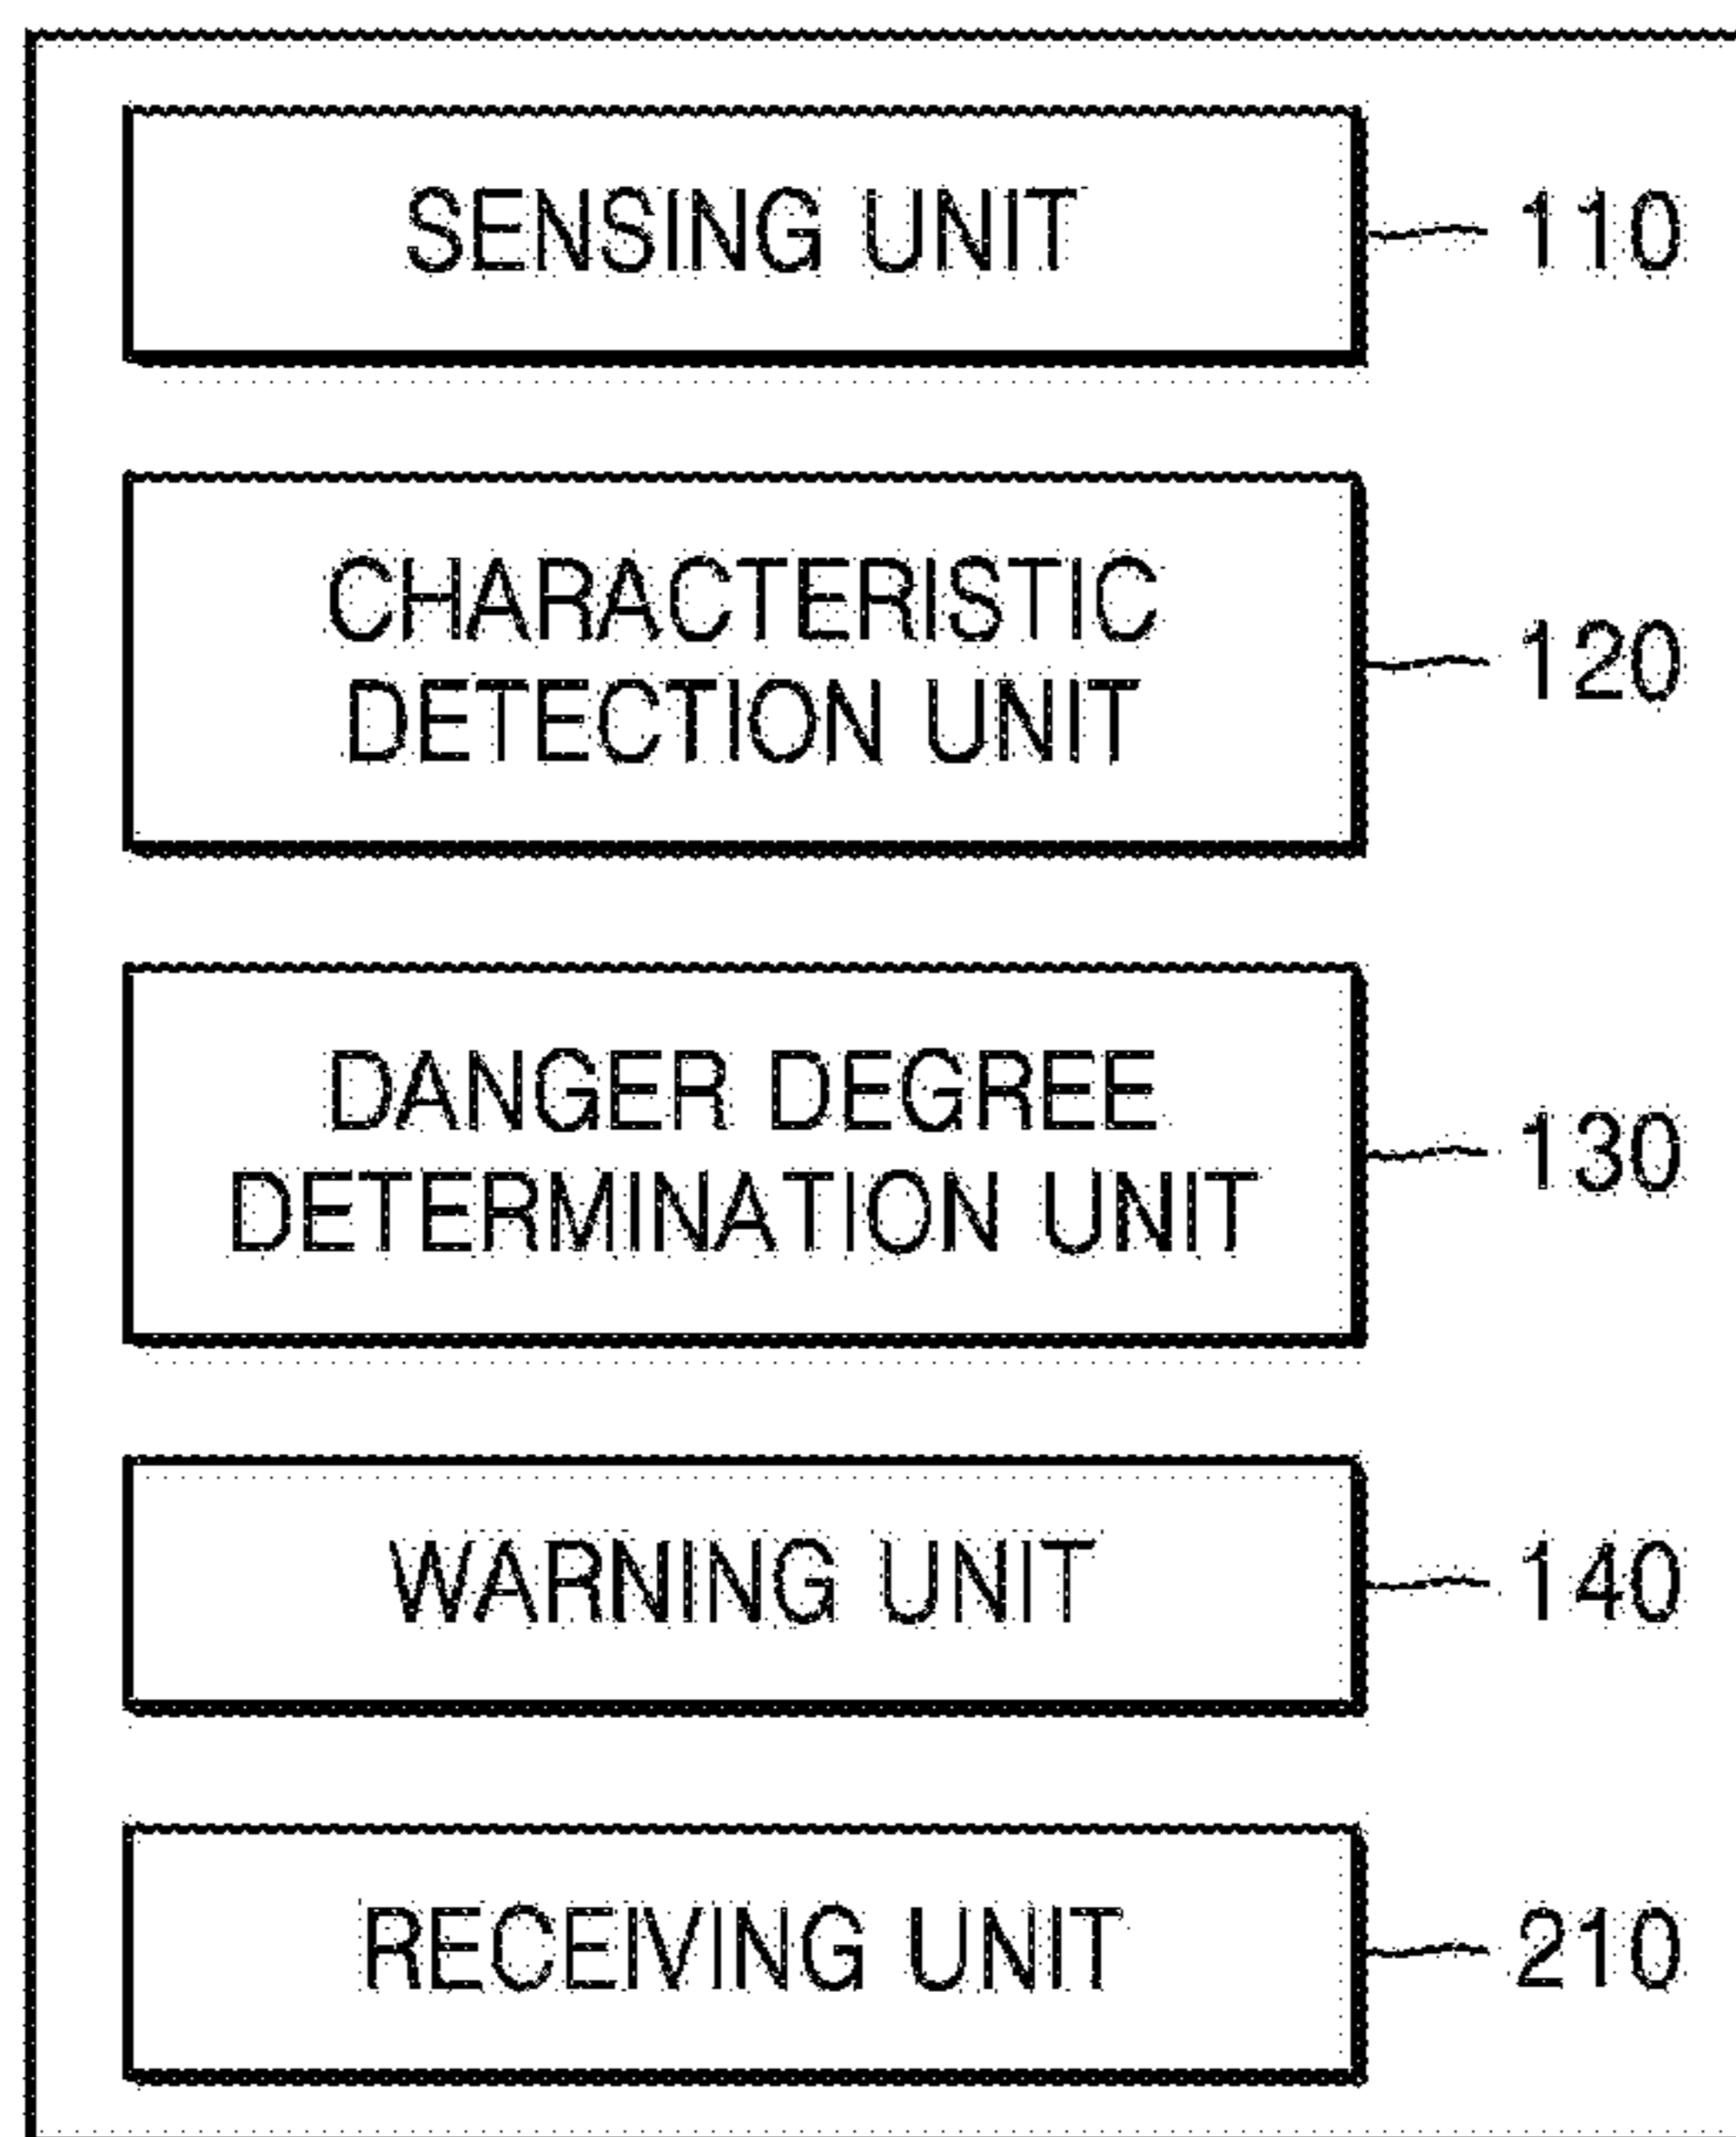 SENSING UNIT 110
CHARACTERISTIC
DETECTION UNIT
120
DANGER DEGREE
DETERMINATION UNIT
130
WARNING UNIT 140
RECEIVING UNIT 210